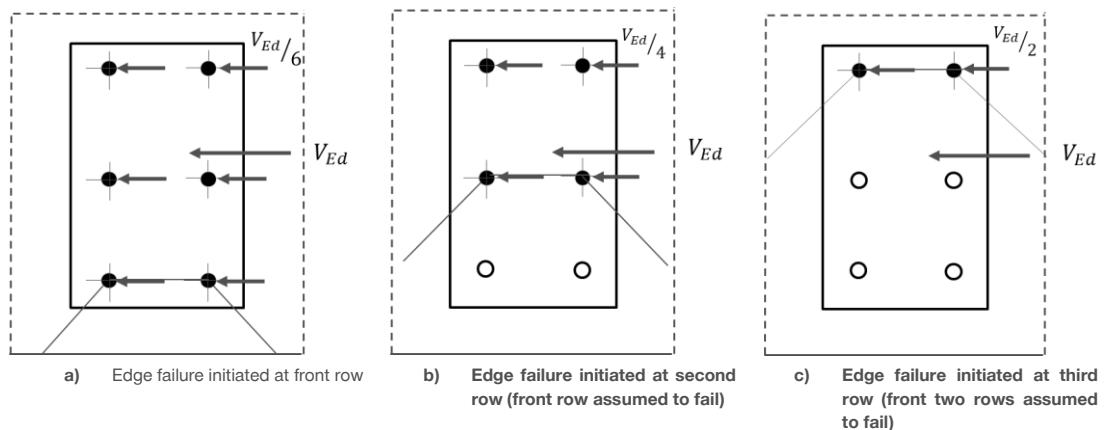 V_Ed/6
V_Ed
V_Ed/4
V_Ed
V_Ed/2
V_Ed
a) Edge failure initiated at front row
b) Edge failure initiated at second
row (front row assumed to fail)
c) Edge failure initiated at third
row (front two rows assumed
to fail)